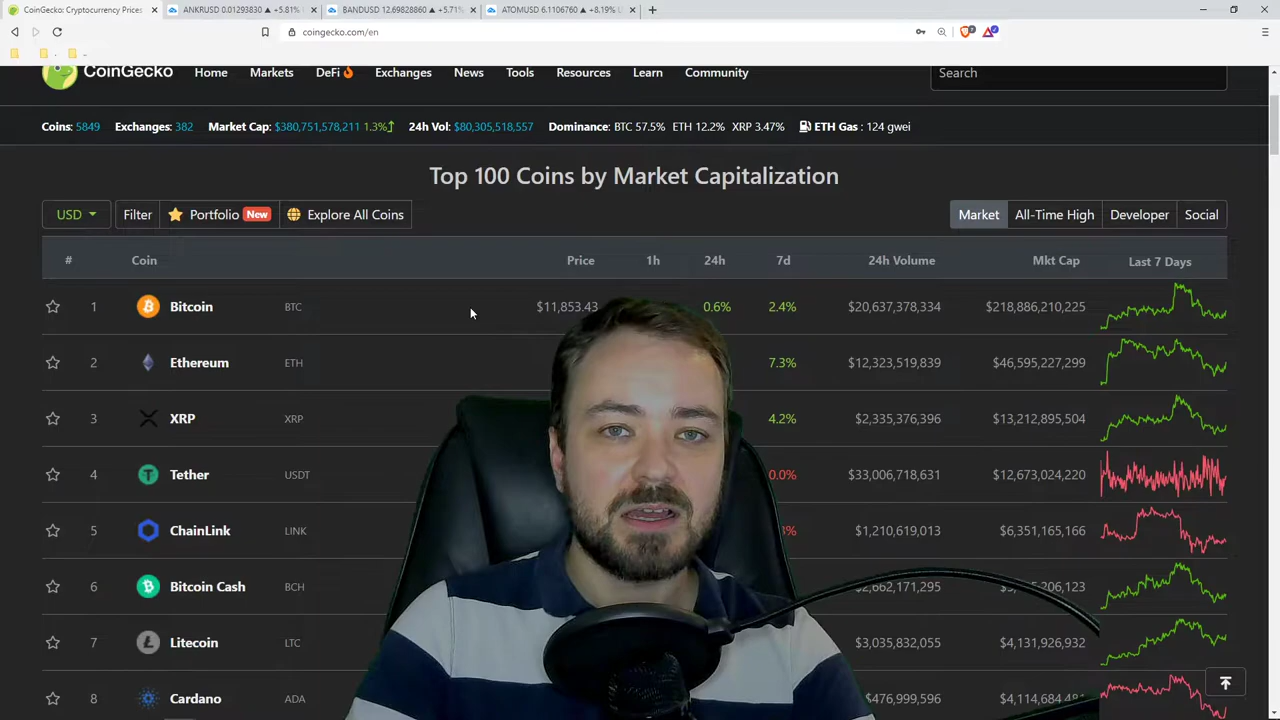 CoinGecko: Cryptocurrency Prices
ANKRUSD 0.01293830 ▲ +5.81%
BANDUSD 12.69828860 ▲ +5.71%
ATOMUSD 6.1106760 ▲ +8.19% U
coingecko.com/en
CoinGecko Home Markets DeFi Exchanges News Tools Resources Learn Community Search
Coins: 5849 Exchanges: 382 Market Cap: $380,751,578,211 1.3% 24h Vol: $80,305,518,557 Dominance: BTC 57.5% ETH 12.2% XRP 3.47% ETH Gas : 124 gwei
Top 100 Coins by Market Capitalization
USD Filter Portfolio New Explore All Coins Market All-Time High Developer Social
# Coin Price 1h 24h 7d 24h Volume Mkt Cap Last 7 Days
1 Bitcoin BTC $11,853.43 0.6% 2.4% $20,637,378,334 $218,886,210,225
2 Ethereum ETH 7.3% $12,323,519,839 $46,595,227,299
3 XRP XRP 4.2% $2,335,376,396 $13,212,895,504
4 Tether USDT 0.0% $33,006,718,631 $12,673,024,220
5 ChainLink LINK $1,210,619,013 $6,351,165,166
6 Bitcoin Cash BCH $2,662,171,295
7 Litecoin LTC $3,035,832,055 $4,131,926,932
8 Cardano ADA $476,999,596